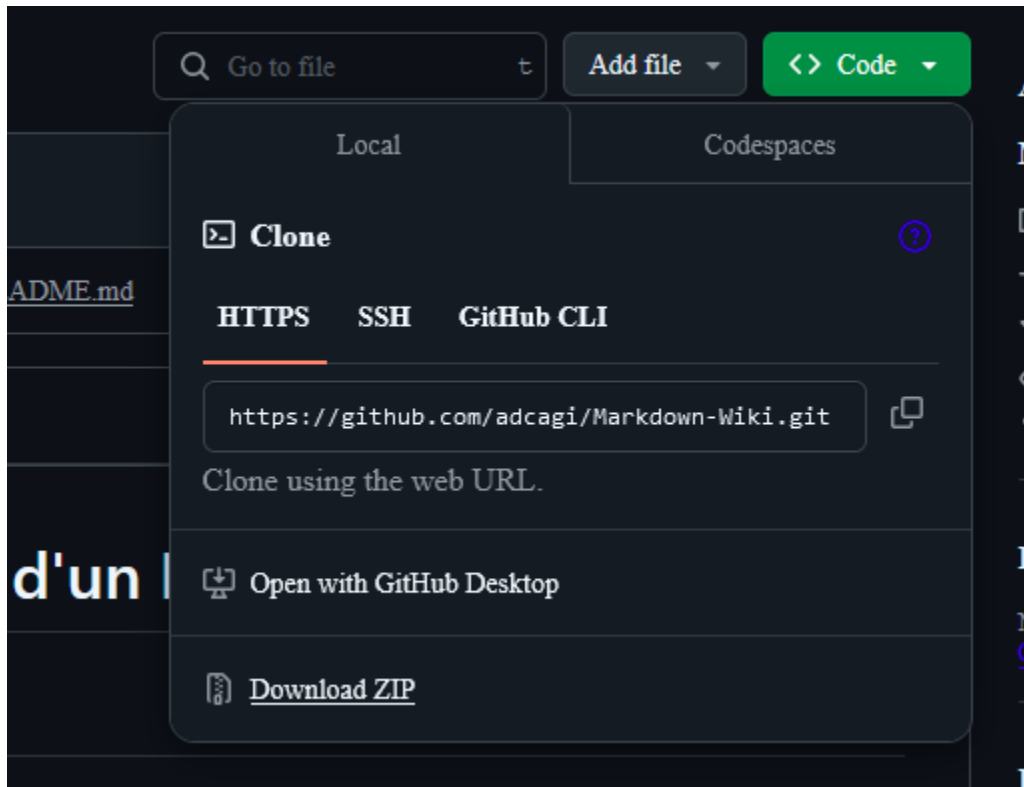 Go to file t Add file Code
Local Codespaces
Clone
ADME.md
HTTPS SSH GitHub CLI
https://github.com/adcagi/Markdown-Wiki.git
Clone using the web URL.
d'un
Open with GitHub Desktop
Download ZIP